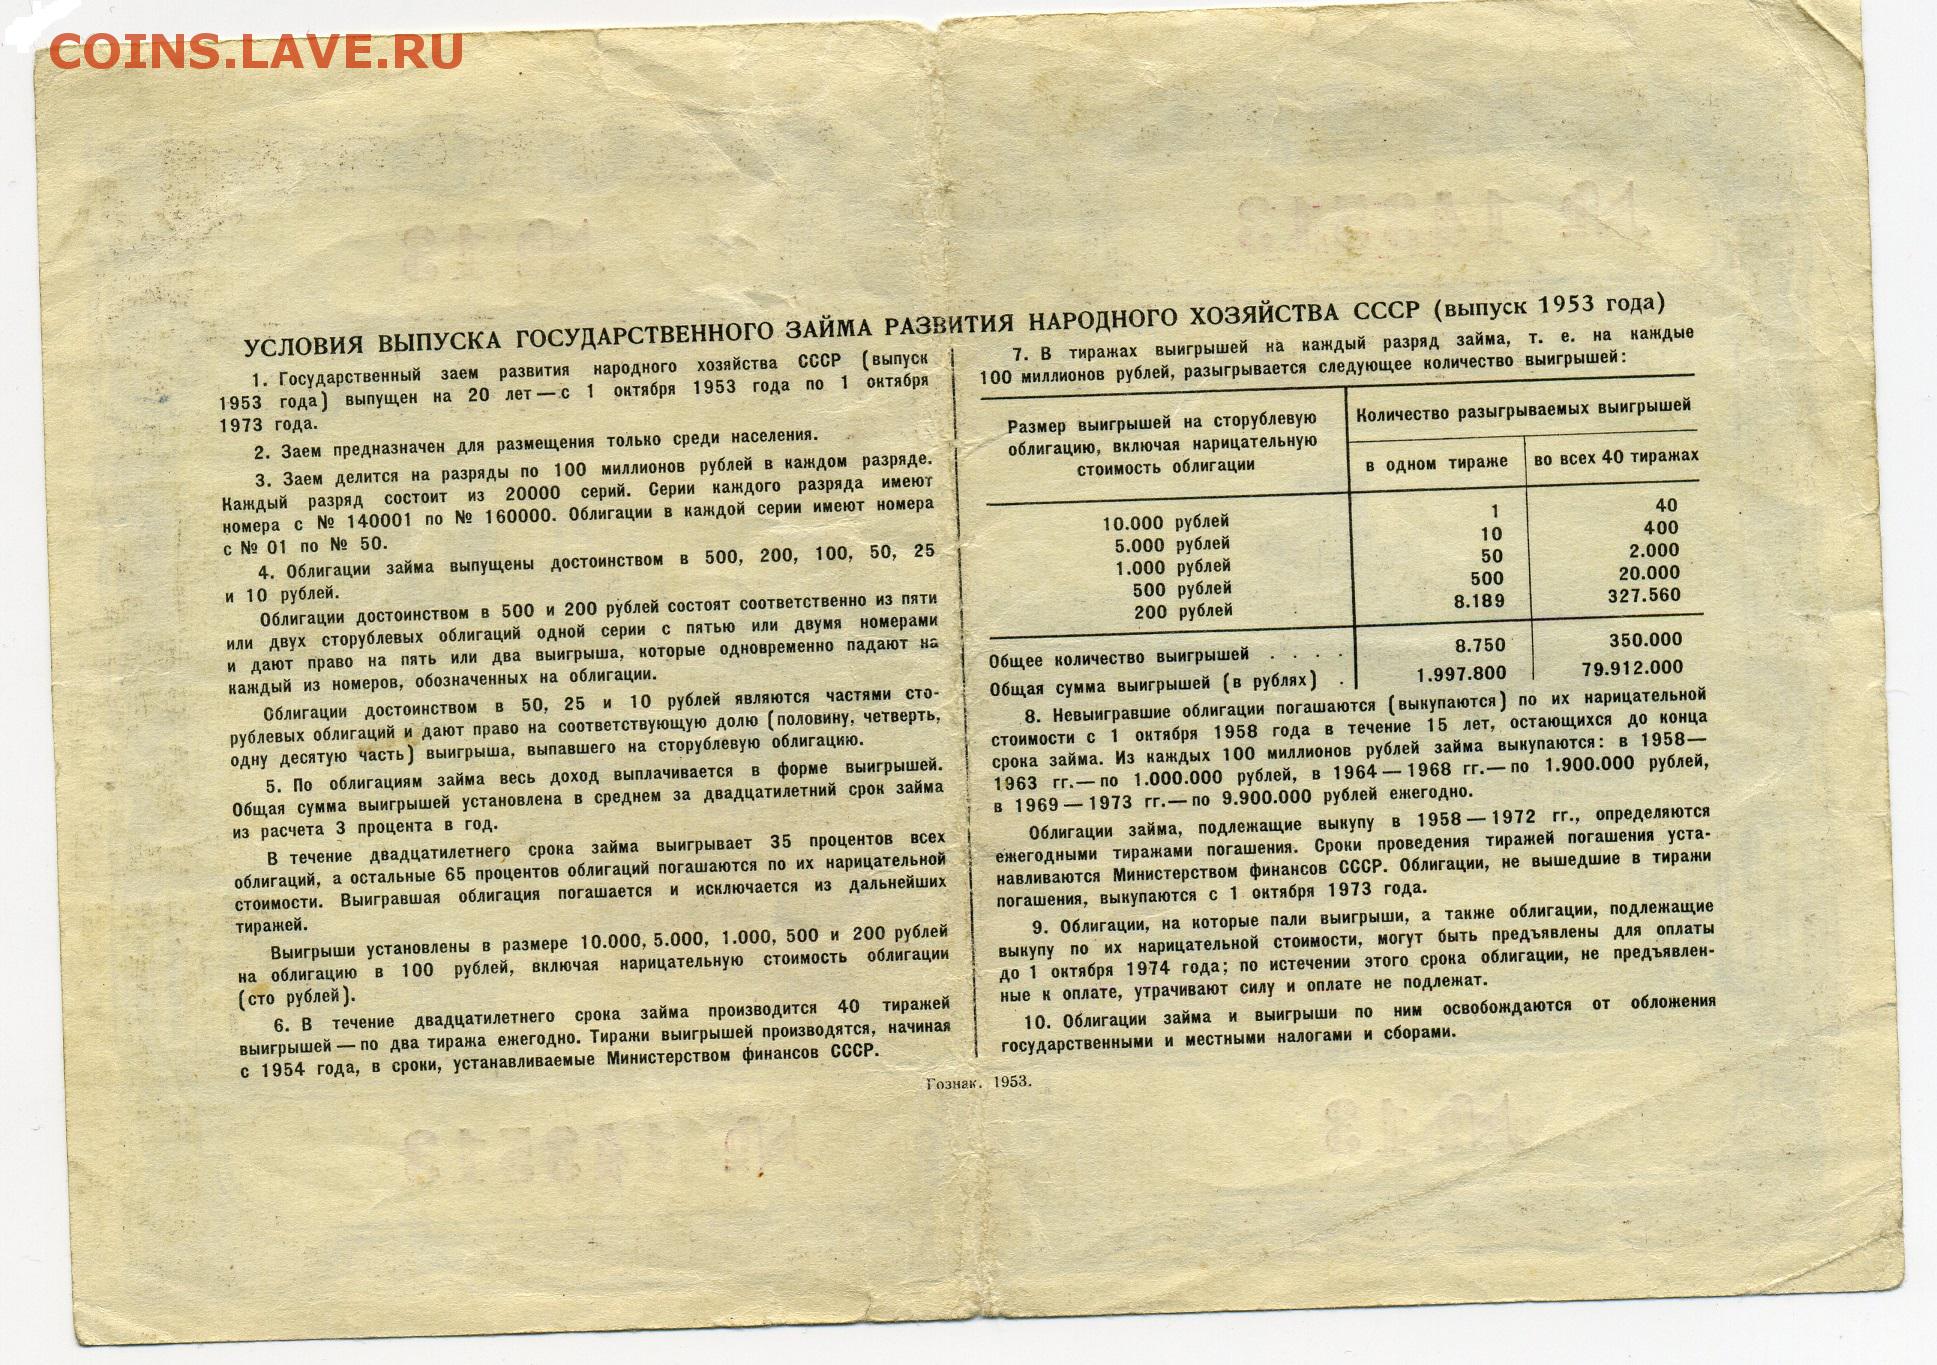 COINS.LAVE.RU
УСЛОВИЯ ВЫПУСКА ГОСУДАРСТВЕННОГО ЗАЙМА РАЗВИТИЯ НАРОДНОГО ХОЗЯЙСТВА СССР (выпуск 1953 года)
1. Государственный заем развития народного хозяйства СССР (выпуск
1953 года) выпущен на 20 лет — с 1 октября 1953 года по 1 октября
1973 года.
2. Заем предназначен для размещения только среди населения.
3. Заем делится на разряды по 100 миллионов рублей в каждом разряде.
Каждый разряд состоит из 20000 серий. Серии каждого разряда имеют
номера с № 140001 по № 160000. Облигации в каждой серии имеют номера
с № 01 по № 50.
4. Облигации займа выпущены достоинством в 500, 200, 100, 50, 25
и 10 рублей.
Облигации достоинством в 500 и 200 рублей состоят соответственно из пяти
или двух сторублевых облигаций одной серии с пятью или двумя номерами
и дают право на пять или два выигрыша, которые одновременно падают на
каждый из номеров, обозначенных на облигации.
Облигации достоинством в 50, 25 и 10 рублей являются частями сто-
рублевых облигаций и дают право на соответствующую долю (половину, четверть,
одну десятую часть) выигрыша, выпавшего на сторублевую облигацию.
5. По облигациям займа весь доход выплачивается в форме выигрышей.
Общая сумма выигрышей установлена в среднем за двадцатилетний срок займа
из расчета 3 процента в год.
В течение двадцатилетнего срока займа выигрывает 35 процентов всех
облигаций, а остальные 65 процентов облигаций погашаются по их нарицательной
стоимости. Выигравшая облигация погашается и исключается из дальнейших
тиражей.
Выигрыши установлены в размере 10.000, 5.000, 1.000, 500 и 200 рублей
на облигацию в 100 рублей, включая нарицательную стоимость облигации
(сто рублей).
6. В течение двадцатилетнего срока займа производится 40 тиражей
выигрышей — по два тиража ежегодно. Тиражи выигрышей производятся, начиная
с 1954 года, в сроки, устанавливаемые Министерством финансов СССР.
7. В тиражах выигрышей на каждый разряд займа, т. е. на каждые
100 миллионов рублей, разыгрывается следующее количество выигрышей:
Размер выигрышей на сторублевую
облигацию, включая нарицательную
стоимость облигации
Количество разыгрываемых выигрышей
в одном тираже во всех 40 тиражах
10.000 рублей 1 40
5.000 рублей 10 400
1.000 рублей 50 2.000
500 рублей 500 20.000
200 рублей 8.189 327.560
Общее количество выигрышей . . . . 8.750 350.000
Общая сумма выигрышей (в рублях) . 1.997.800 79.912.000
8. Невыигравшие облигации погашаются (выкупаются) по их нарицательной
стоимости с 1 октября 1958 года в течение 15 лет, остающихся до конца
срока займа. Из каждых 100 миллионов рублей займа выкупаются: в 1958—
1963 гг.—по 1.000.000 рублей, в 1964 — 1968 гг.—по 1.900.000 рублей,
в 1969 — 1973 гг.—по 9.900.000 рублей ежегодно.
Облигации займа, подлежащие выкупу в 1958 — 1972 гг., определяются
ежегодными тиражами погашения. Сроки проведения тиражей погашения уста-
навливаются Министерством финансов СССР. Облигации, не вышедшие в тиражи
погашения, выкупаются с 1 октября 1973 года.
9. Облигации, на которые пали выигрыши, а также облигации, подлежащие
выкупу по их нарицательной стоимости, могут быть предъявлены для оплаты
до 1 октября 1974 года; по истечении этого срока облигации, не предъявлен-
ные к оплате, утрачивают силу и оплате не подлежат.
10. Облигации займа и выигрыши по ним освобождаются от обложения
государственными и местными налогами и сборами.
Гознак. 1953.